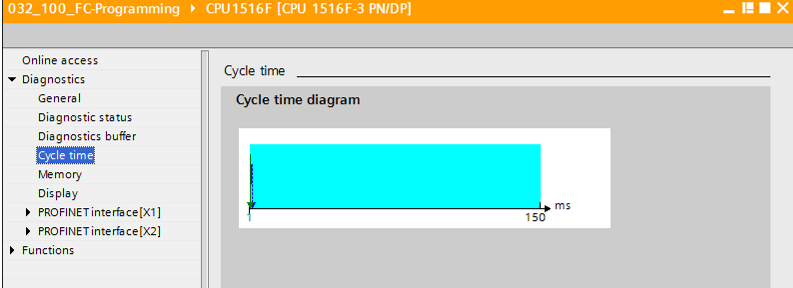 032_100_FC-Programming ▸ CPU1516F [CPU 1516F-3 PN/DP]
Online access
Diagnostics
General
Diagnostic status
Diagnostics buffer
Cycle time
Memory
Display
PROFINET interface[X1]
PROFINET interface[X2]
Functions
Cycle time
Cycle time diagram
ms
1
150